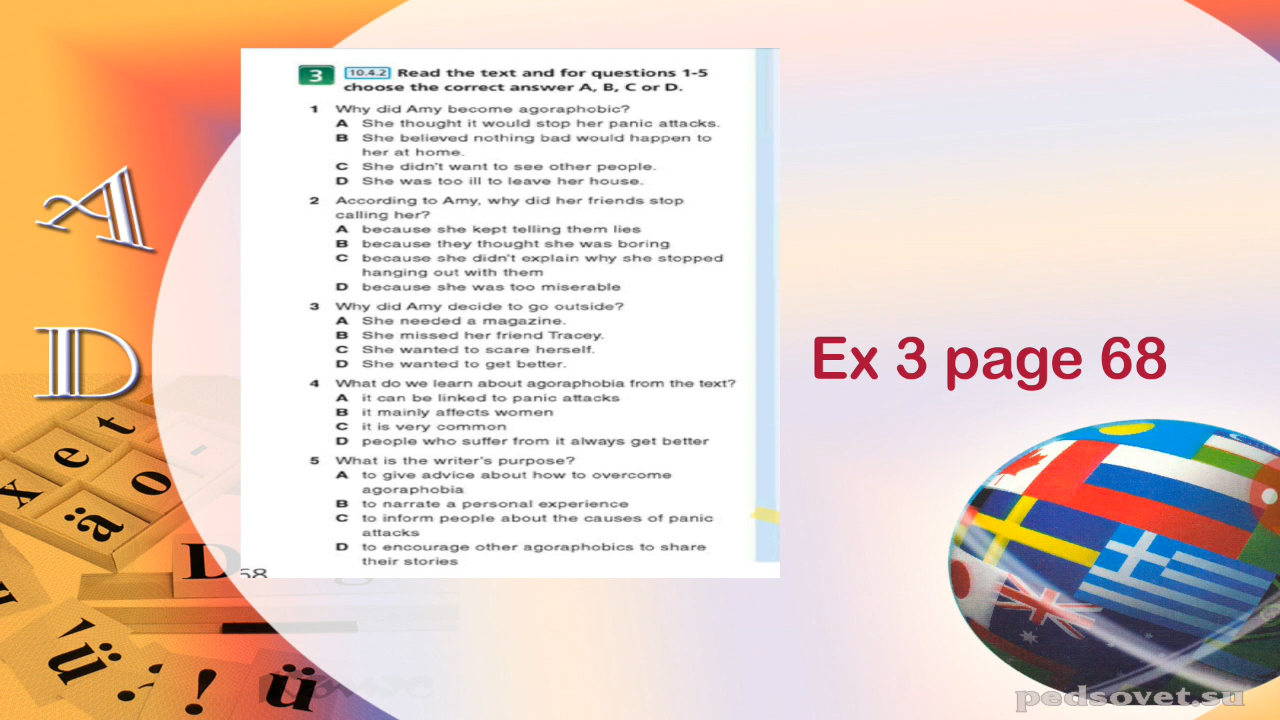 3 10.4.2 Read the text and for questions 1-5
choose the correct answer A, B, C or D.
1 Why did Amy become agoraphobic?
A She thought it would stop her panic attacks.
B She believed nothing bad would happen to
her at home.
C She didn't want to see other people.
D She was too ill to leave her house.
2 According to Amy, why did her friends stop
calling her?
A because she kept telling them lies
B because they thought she was boring
C because she didn't explain why she stopped
hanging out with them
D because she was too miserable
3 Why did Amy decide to go outside?
A She needed a magazine.
B She missed her friend Tracey.
C She wanted to scare herself.
D She wanted to get better.
4 What do we learn about agoraphobia from the text?
A it can be linked to panic attacks
B it mainly affects women
C it is very common
D people who suffer from it always get better
5 What is the writer's purpose?
A to give advice about how to overcome
agoraphobia
B to narrate a personal experience
C to inform people about the causes of panic
attacks
D to encourage other agoraphobics to share
their stories
68
Ex 3 page 68
A
D
t
e
x
o
ä
D
ü
!
ü
pedsovet.su